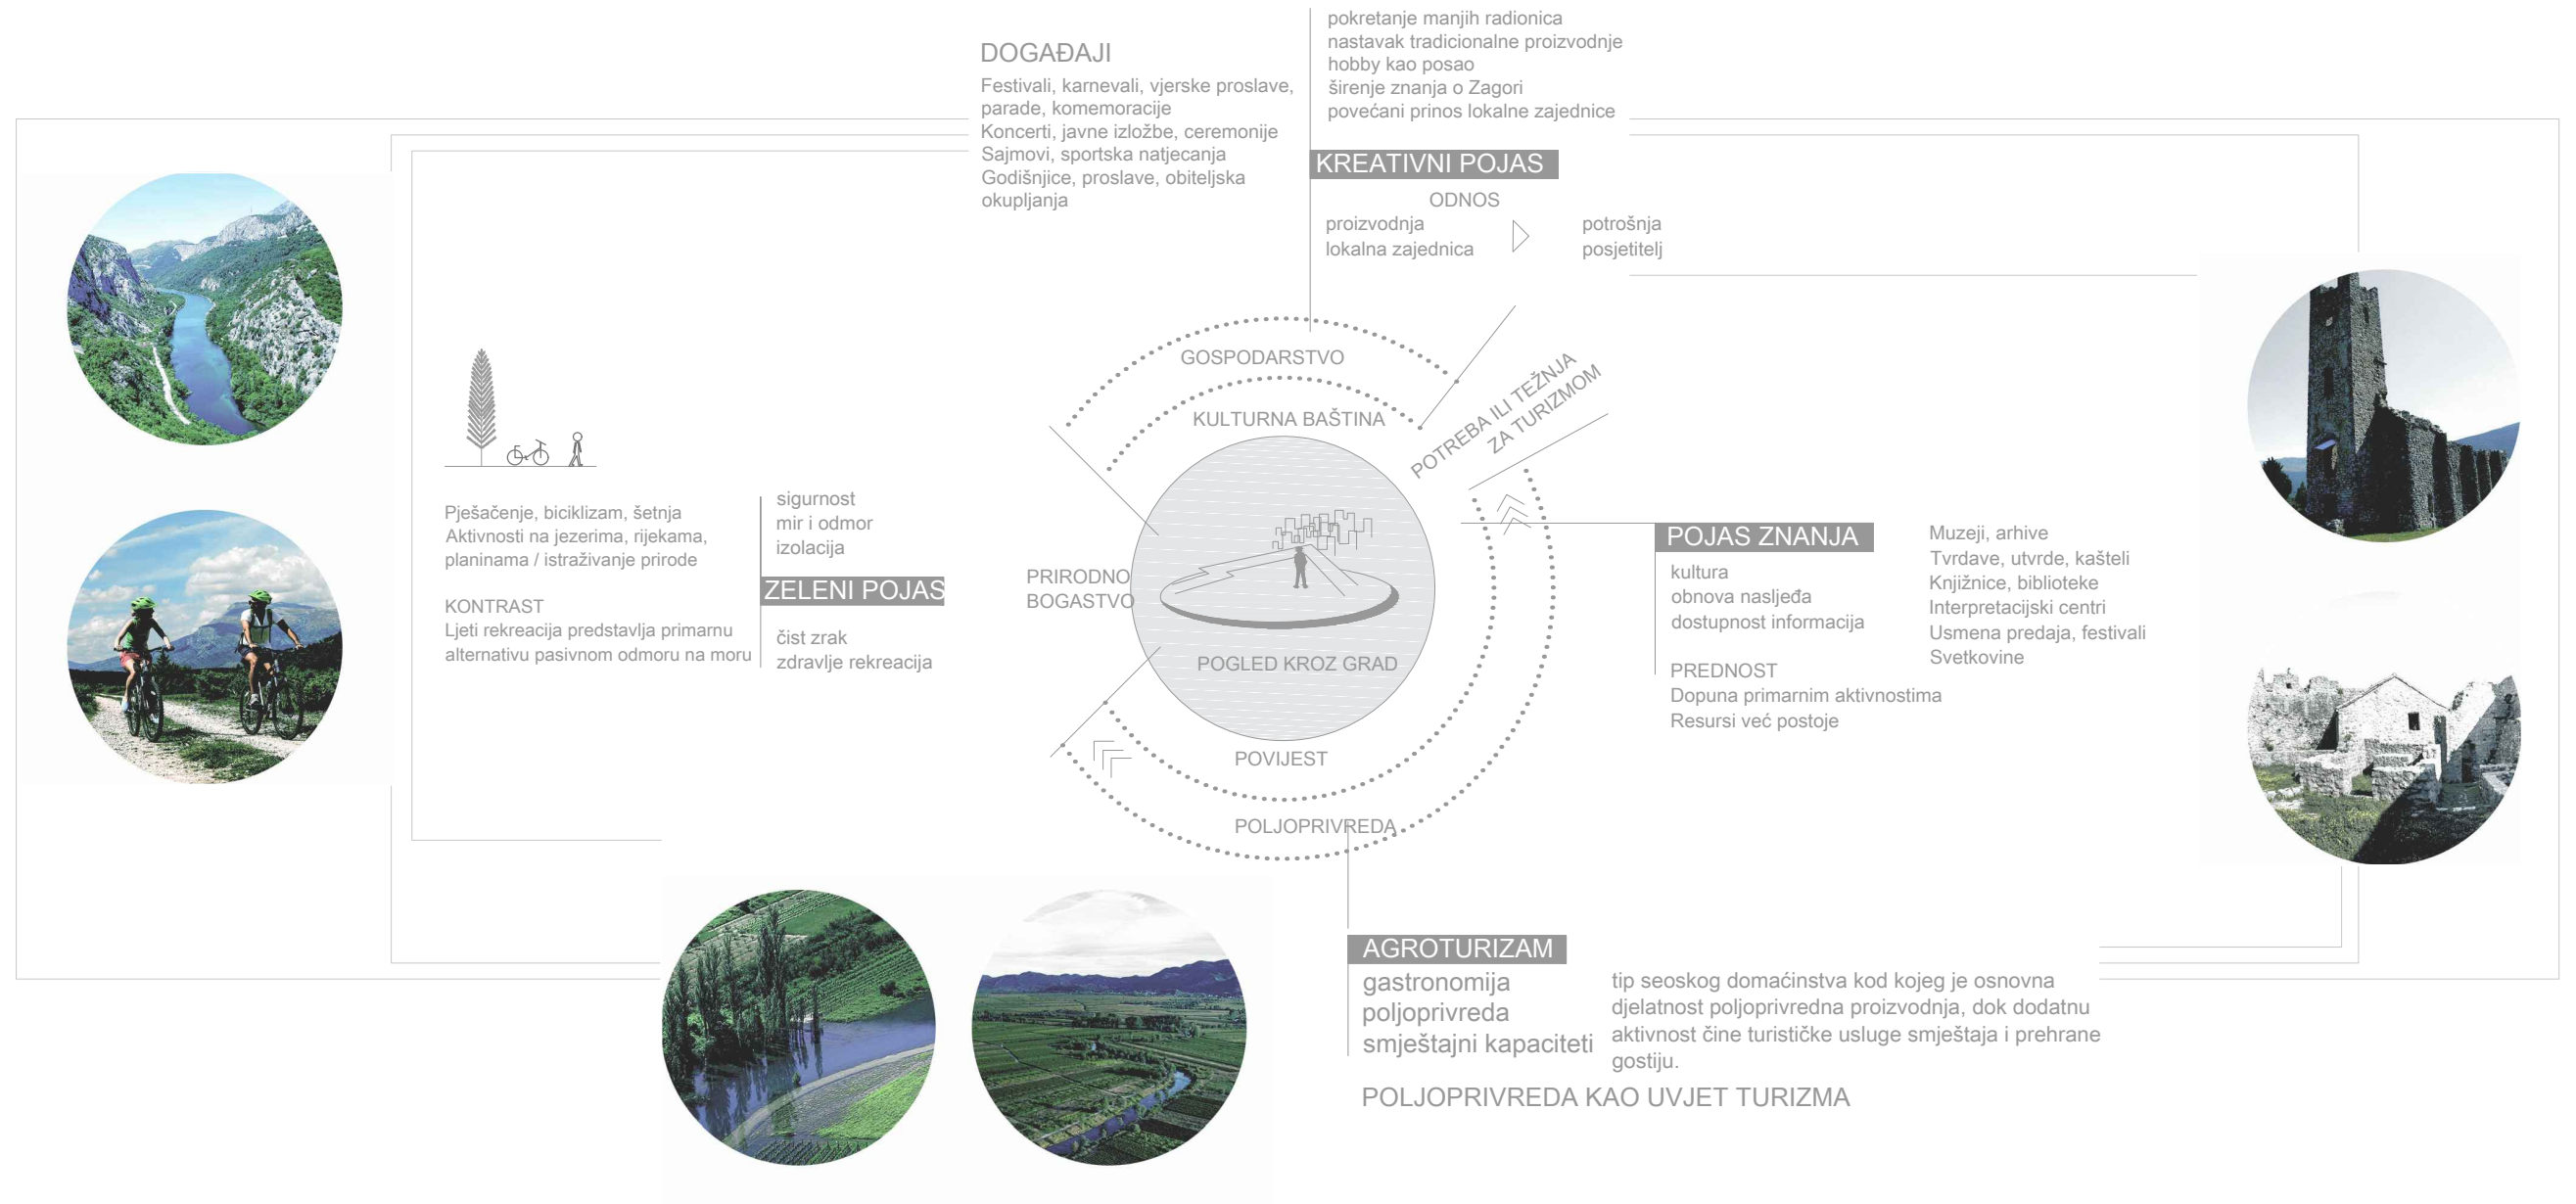 DOGAĐAJI
Festivali, karnevali, vjerske proslave,
parade, komemoracije
Koncerti, javne izložbe, ceremonije
Sajmovi, sportska natjecanja
Godišnjice, proslave, obiteljska
okupljanja
pokretanje manjih radionica
nastavak tradicionalne proizvodnje
hobby kao posao
širenje znanja o Zagori
povećani prinos lokalne zajednice
KREATIVNI POJAS
ODNOS
proizvodnja
lokalna zajednica
potrošnja
posjetitelj
GOSPODARSTVO
KULTURNA BAŠTINA
POTREBA ILI TEŽNJA
ZA TURIZMOM
Pješačenje, biciklizam, šetnja
Aktivnosti na jezerima, rijekama,
planinama / istraživanje prirode
KONTRAST
Ljeti rekreacija predstavlja primarnu
alternativu pasivnom odmoru na moru
sigurnost
mir i odmor
izolacija
ZELENI POJAS
čist zrak
zdravlje rekreacija
PRIRODNO
BOGASTVO
POGLED KROZ GRAD
POVIJEST
POLJOPRIVREDA
POJAS ZNANJA
kultura
obnova nasljeđa
dostupnost informacija
PREDNOST
Dopuna primarnim aktivnostima
Resursi već postoje
Muzeji, arhive
Tvrdave, utvrde, kašteli
Knjižnice, biblioteke
Interpretacijski centri
Usmena predaja, festivali
Svetkovine
AGROTURIZAM
gastronomija
poljoprivreda
smještajni kapaciteti
tip seoskog domaćinstva kod kojeg je osnovna
djelatnost poljoprivredna proizvodnja, dok dodatnu
aktivnost čine turističke usluge smještaja i prehrane
gostiju.
POLJOPRIVREDA KAO UVJET TURIZMA